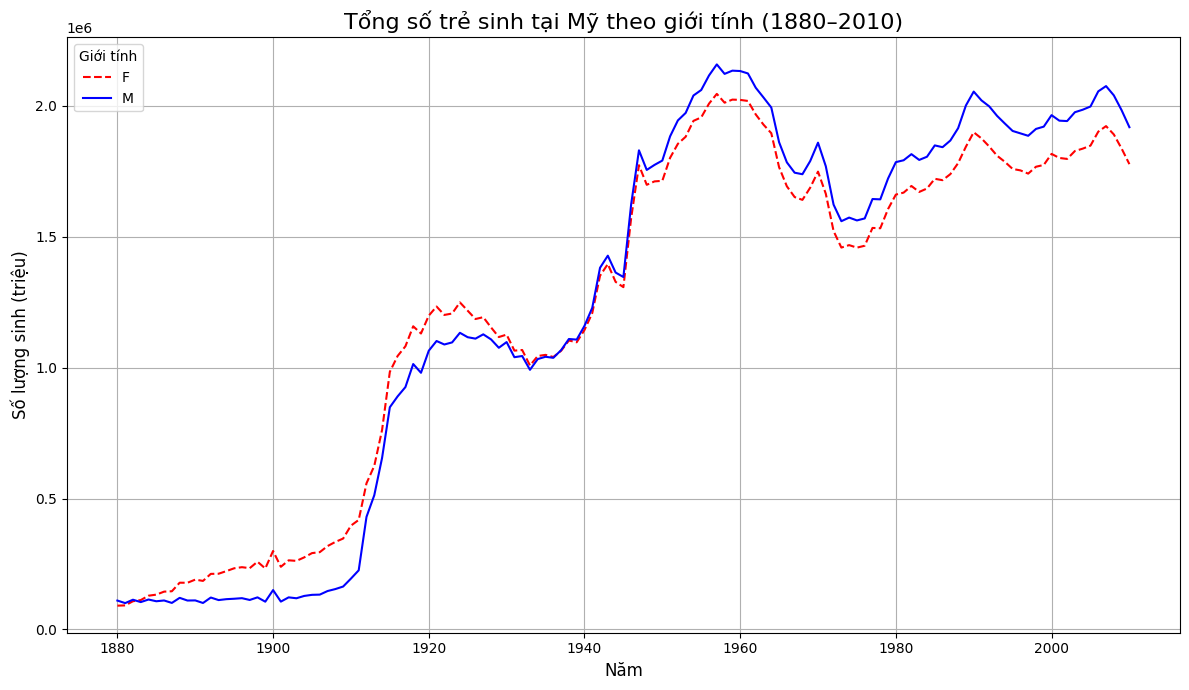 Tổng số trẻ sinh tại Mỹ theo giới tính (1880–2010)
1e6
Giới tính
F
M
2.0
1.5
1.0
0.5
0.0
Số lượng sinh (triệu)
1880 1900 1920 1940 1960 1980 2000
Năm